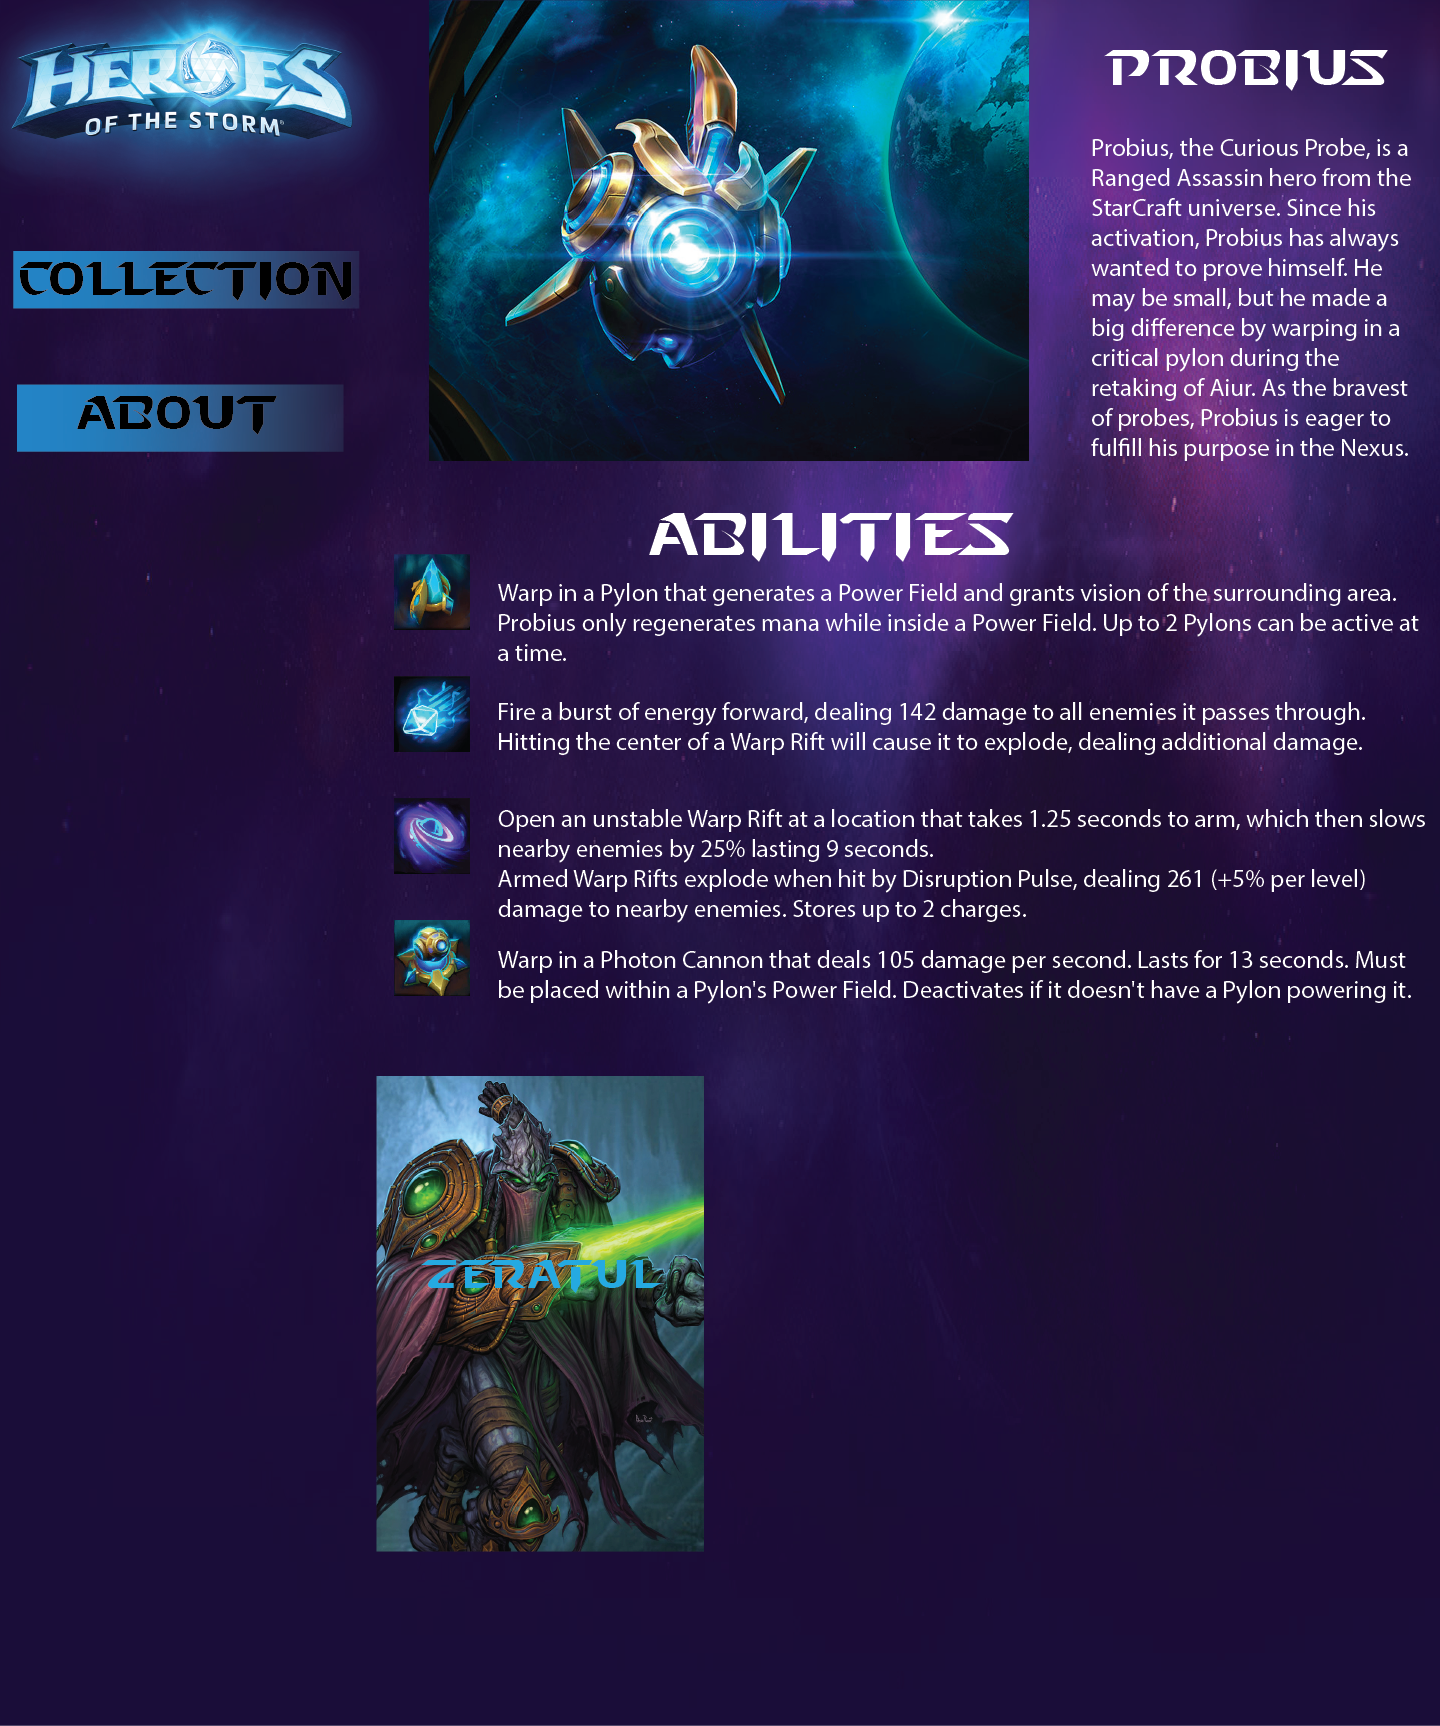 HEROES
OF THE STORM
COLLECTION
ABOUT
PROBIUS
Probius, the Curious Probe, is a
Ranged Assassin hero from the
StarCraft universe. Since his
activation, Probius has always
wanted to prove himself. He
may be small, but he made a
big difference by warping in a
critical pylon during the
retaking of Aiur. As the bravest
of probes, Probius is eager to
fulfill his purpose in the Nexus.
ABILITIES
Warp in a Pylon that generates a Power Field and grants vision of the surrounding area.
Probius only regenerates mana while inside a Power Field. Up to 2 Pylons can be active at
a time.
Fire a burst of energy forward, dealing 142 damage to all enemies it passes through.
Hitting the center of a Warp Rift will cause it to explode, dealing additional damage.
Open an unstable Warp Rift at a location that takes 1.25 seconds to arm, which then slows
nearby enemies by 25% lasting 9 seconds.
Armed Warp Rifts explode when hit by Disruption Pulse, dealing 261 (+5% per level)
damage to nearby enemies. Stores up to 2 charges.
Warp in a Photon Cannon that deals 105 damage per second. Lasts for 13 seconds. Must
be placed within a Pylon's Power Field. Deactivates if it doesn't have a Pylon powering it.
ZERATUL